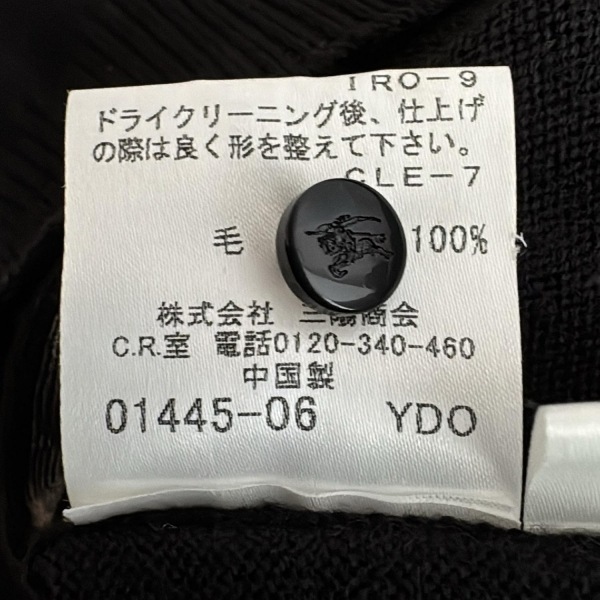 IRO-9
ドライクリーニング後、仕上げ
の際は良く形を整えて下さい。
CLE-7
毛 100%
株式会社 三陽商会
C.R.室 電話0120-340-460
中国製
01445-06 YDO